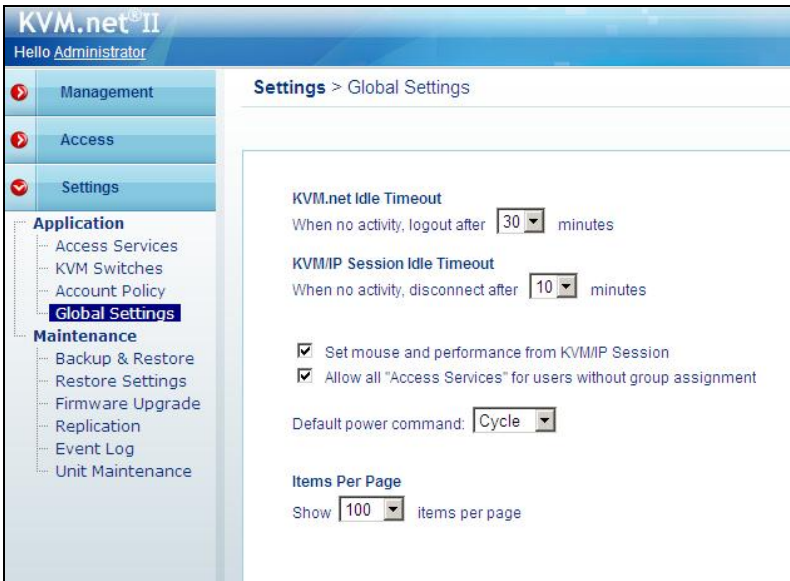 KVM.net®II
Hello Administrator
Management
Access
Settings
Application
Access Services
KVM Switches
Account Policy
Global Settings
Maintenance
Backup & Restore
Restore Settings
Firmware Upgrade
Replication
Event Log
Unit Maintenance
Settings > Global Settings
KVM.net Idle Timeout
When no activity, logout after 30 minutes
KVM/IP Session Idle Timeout
When no activity, disconnect after 10 minutes
Set mouse and performance from KVM/IP Session
Allow all "Access Services" for users without group assignment
Default power command: Cycle
Items Per Page
Show 100 items per page